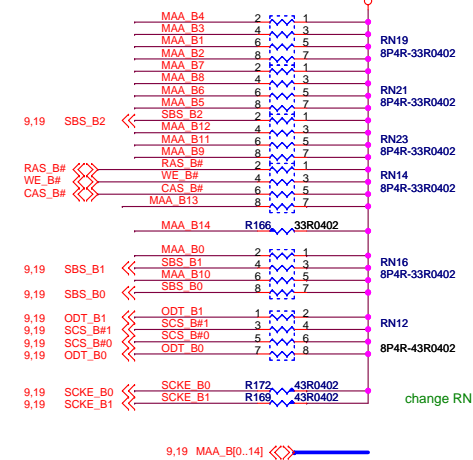 MAA_B4 2 1
MAA_B3 4 3
MAA_B1 6 5 RN19
MAA_B2 8 7 8P4R-33R0402
MAA_B7 2 1
MAA_B8 4 3
MAA_B6 6 5 RN21
MAA_B5 8 7 8P4R-33R0402
9,19 SBS_B2 SBS_B2 2 1
MAA_B12 4 3
MAA_B11 6 5 RN23
MAA_B9 8 7 8P4R-33R0402
RAS_B# RAS_B# 2 1
WE_B# WE_B# 4 3 RN14
CAS_B# CAS_B# 6 5 8P4R-33R0402
MAA_B13 8 7
MAA_B14 R166 33R0402
MAA_B0 2 1
9,19 SBS_B1 SBS_B1 4 3 RN16
MAA_B10 6 5 8P4R-33R0402
9,19 SBS_B0 SBS_B0 8 7
9,19 ODT_B1 ODT_B1 1 2
9,19 SCS_B#1 SCS_B#1 3 4 RN12
9,19 SCS_B#0 SCS_B#0 5 6
9,19 ODT_B0 ODT_B0 7 8 8P4R-43R0402
9,19 SCKE_B0 SCKE_B0 R172 43R0402
9,19 SCKE_B1 SCKE_B1 R169 43R0402
change RN
9,19 MAA_B[0..14]